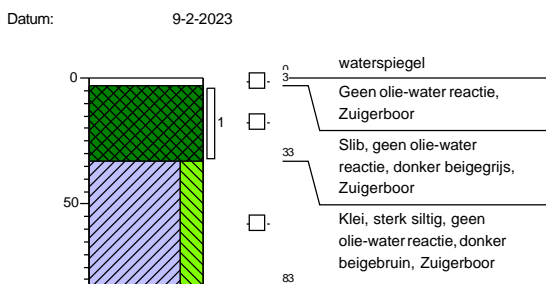 Datum: 9-2-2023
0
waterspiegel
0
3
Geen olie-water reactie,
Zuigerboor
1
Slib, geen olie-water
33
reactie, donker beigegrijs,
Zuigerboor
50
Klei, sterk siltig, geen
olie-water reactie, donker
beigebruin, Zuigerboor
83